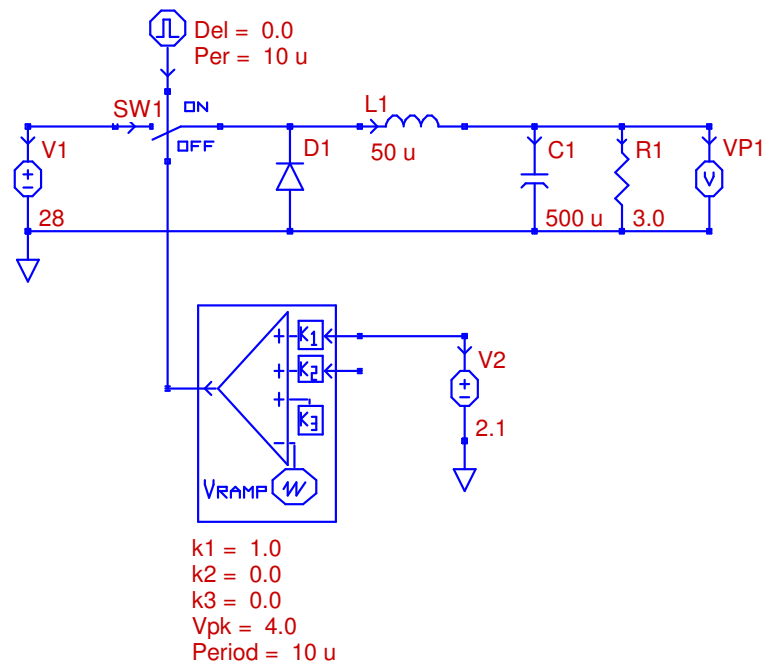 Del = 0.0
Per = 10 u
SW1
ON
OFF
V1
28
D1
L1
50 u
C1
500 u
R1
3.0
VP1
V
K1
K2
K3
VRAMP
V2
2.1
k1 = 1.0
k2 = 0.0
k3 = 0.0
Vpk = 4.0
Period = 10 u